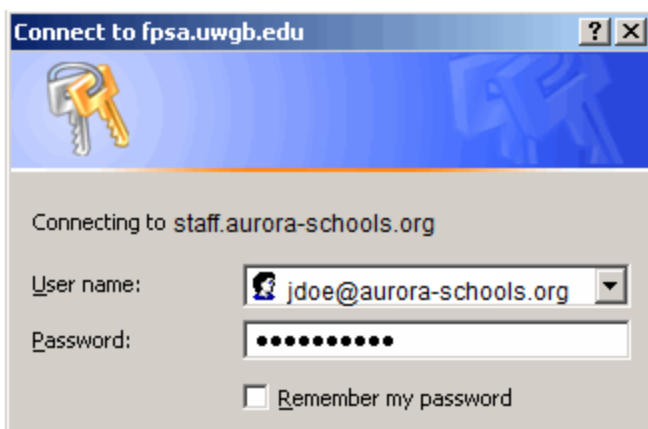 Connect to fpsa.uwgb.edu
Connecting to staff.aurora-schools.org
User name:
jdoe@aurora-schools.org
Password:
••••••••••
Remember my password